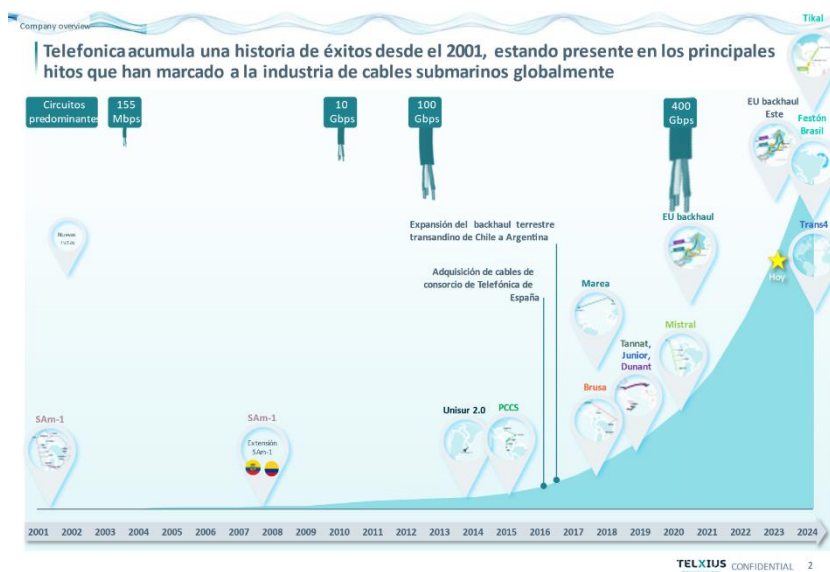 Company overview
Telefonica acumula una historia de éxitos desde el 2001, estando presente en los principales
hitos que han marcado a la industria de cables submarinos globalmente
Tikal
Circuitos
predominantes
155
Mbps
10
Gbps
100
Gbps
400
Gbps
EU backhaul
Este
Festón
Brasil
Nuevas
rutas
Expansión del backhaul terrestre
transandino de Chile a Argentina
EU backhaul
Trans4
Adquisición de cables de
consorcio de Telefónica de
España
Hoy
Marea
Mistral
Tannat,
Junior,
Dunant
Brusa
SAm-1
SAm-1
Extensión
SAm-1
Unisur 2.0
PCCS
2001 2002 2003 2004 2005 2006 2007 2008 2009 2010 2011 2012 2013 2014 2015 2016 2017 2018 2019 2020 2021 2022 2023 2024
TELXIUS CONFIDENTIAL 2